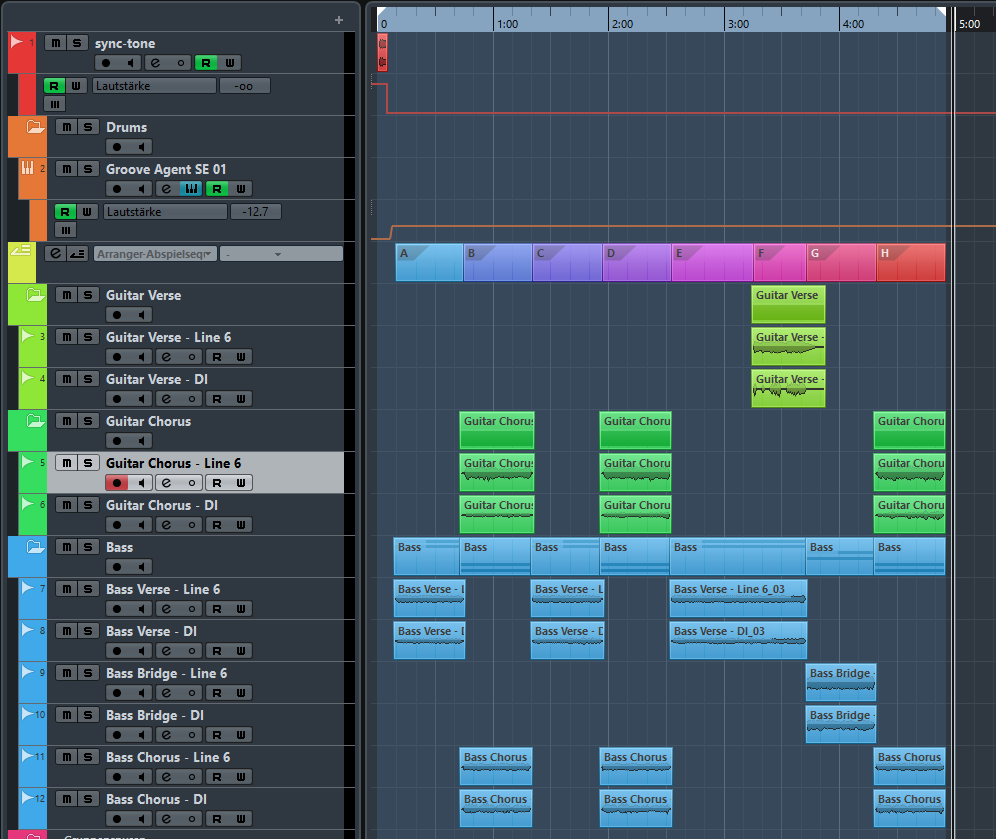 0 1:00 2:00 3:00 4:00 5:00
1 m S sync-tone
e R W
R W Lautstärke -oo
m S Drums
2 m S Groove Agent SE 01
e R W
R W Lautstärke -12.7
e Arranger-Abspielseq - A B C D E F G H
m S Guitar Verse Guitar Verse
3 m S Guitar Verse - Line 6 Guitar Verse -
e R W
4 m S Guitar Verse - DI Guitar Verse -
e R W
m S Guitar Chorus Guitar Chorus Guitar Choru Guitar Choru
5 m S Guitar Chorus - Line 6 Guitar Chorus Guitar Choru Guitar Choru
e R W
6 m S Guitar Chorus - DI Guitar Chorus Guitar Choru Guitar Choru
e R W
m S Bass Bass Bass Bass Bass Bass Bass Bass
7 m S Bass Verse - Line 6 Bass Verse - L Bass Verse - L Bass Verse - Line 6_03
e R W
8 m S Bass Verse - DI Bass Verse - D Bass Verse - D Bass Verse - DI_03
e R W
9 m S Bass Bridge - Line 6 Bass Bridge -
e R W
10 m S Bass Bridge - DI Bass Bridge -
e R W
11 m S Bass Chorus - Line 6 Bass Chorus Bass Chorus Bass Chorus
e R W
12 m S Bass Chorus - DI Bass Chorus Bass Chorus Bass Chorus
e R W